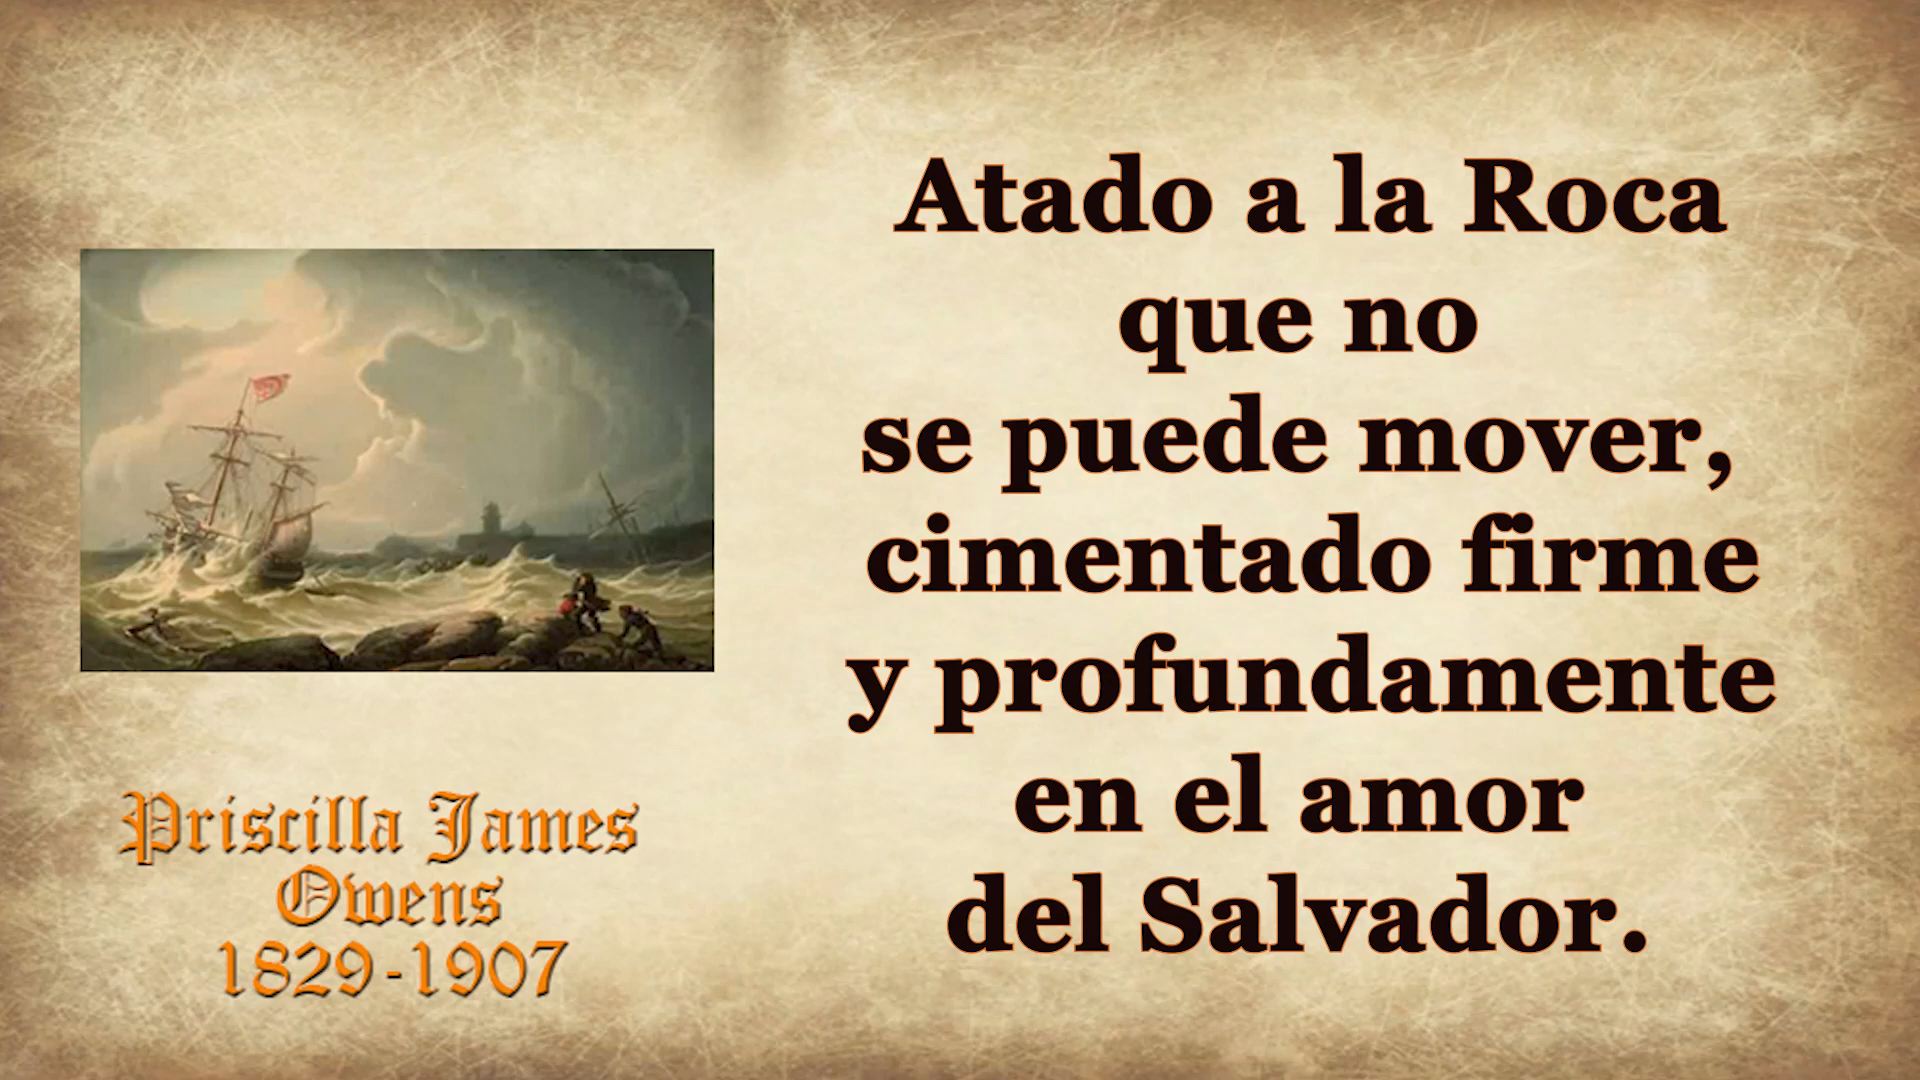 Atado a la Roca
que no
se puede mover,
cimentado firme
y profundamente
en el amor
del Salvador.
Priscilla James
Owens
1829-1907